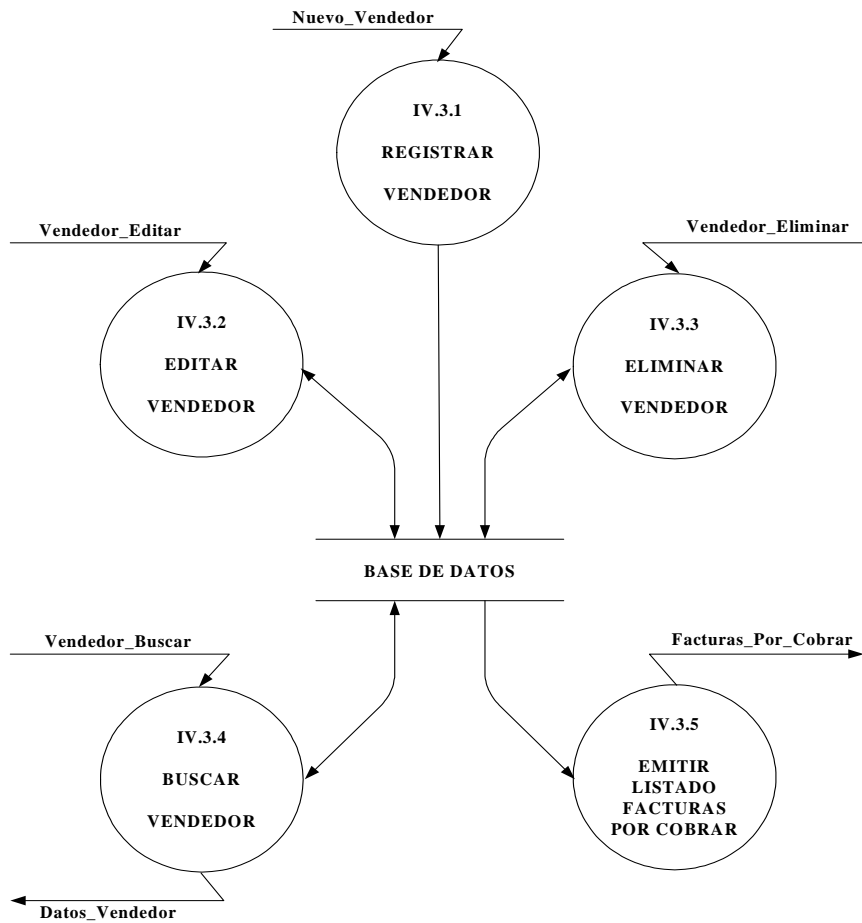 Nuevo_Vendedor
IV.3.1
REGISTRAR
VENDEDOR
Vendedor_Editar
Vendedor_Eliminar
IV.3.2
EDITAR
VENDEDOR
IV.3.3
ELIMINAR
VENDEDOR
BASE DE DATOS
Vendedor_Buscar
Facturas_Por_Cobrar
IV.3.4
BUSCAR
VENDEDOR
IV.3.5
EMITIR
LISTADO
FACTURAS
POR COBRAR
Datos_Vendedor